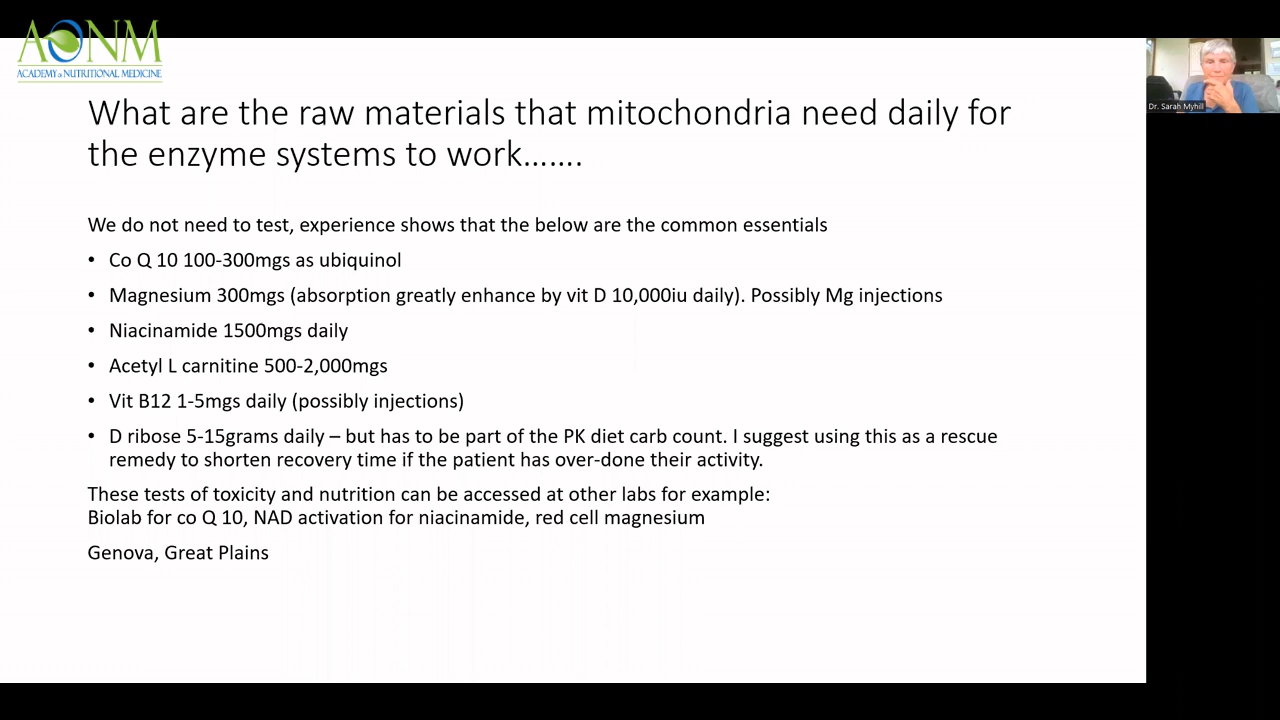 AONM
ACADEMY of NUTRITIONAL MEDICINE
Dr. Sarah Myhill
What are the raw materials that mitochondria need daily for
the enzyme systems to work…….
We do not need to test, experience shows that the below are the common essentials
• Co Q 10 100-300mgs as ubiquinol
• Magnesium 300mgs (absorption greatly enhance by vit D 10,000iu daily). Possibly Mg injections
• Niacinamide 1500mgs daily
• Acetyl L carnitine 500-2,000mgs
• Vit B12 1-5mgs daily (possibly injections)
• D ribose 5-15grams daily – but has to be part of the PK diet carb count. I suggest using this as a rescue
remedy to shorten recovery time if the patient has over-done their activity.
These tests of toxicity and nutrition can be accessed at other labs for example:
Biolab for co Q 10, NAD activation for niacinamide, red cell magnesium
Genova, Great Plains